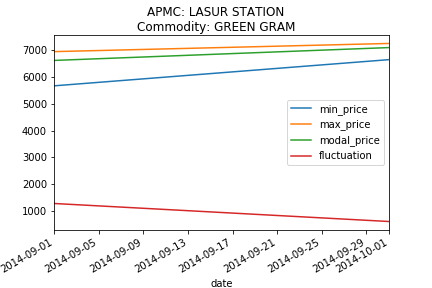 APMC: LASUR STATION
Commodity: GREEN GRAM
7000
6000
5000
4000
3000
2000
1000
min_price
max_price
modal_price
fluctuation
2014-09-01
2014-09-05
2014-09-09
2014-09-13
2014-09-17
2014-09-21
2014-09-25
2014-09-29
2014-10-01
date